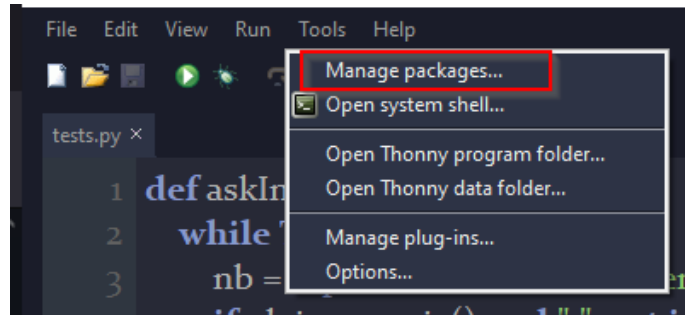 File Edit View Run Tools Help
Manage packages...
Open system shell...
tests.py ×
Open Thonny program folder...
Open Thonny data folder...
Manage plug-ins...
Options...
1 def askIn
2 while
3 nb =